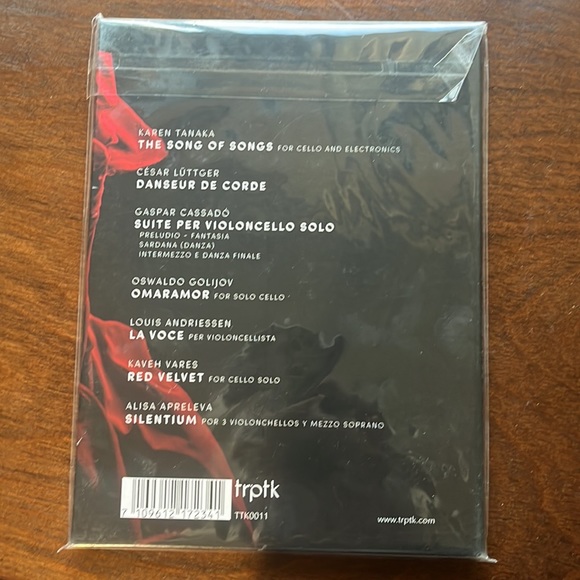 KAREN TANAKA
THE SONG OF SONGS FOR CELLO AND ELECTRONICS
CÉSAR LÜTTGER
DANSEUR DE CORDE
GASPAR CASSADÓ
SUITE PER VIOLONCELLO SOLO
PRELUDIO - FANTASIA
SARDANA (DANZA)
INTERMEZZO E DANZA FINALE
OSWALDO GOLIJOV
OMARAMOR FOR SOLO CELLO
LOUIS ANDRIESSEN
LA VOCE PER VIOLONCELLISTA
KAVEH VARES
RED VELVET FOR CELLO SOLO
ALISA APRELEVA
SILENTIUM POR 3 VIOLONCHELLOS Y MEZZO SOPRANO
trptk
7 109612 172341
TTK0011
www.trptk.com